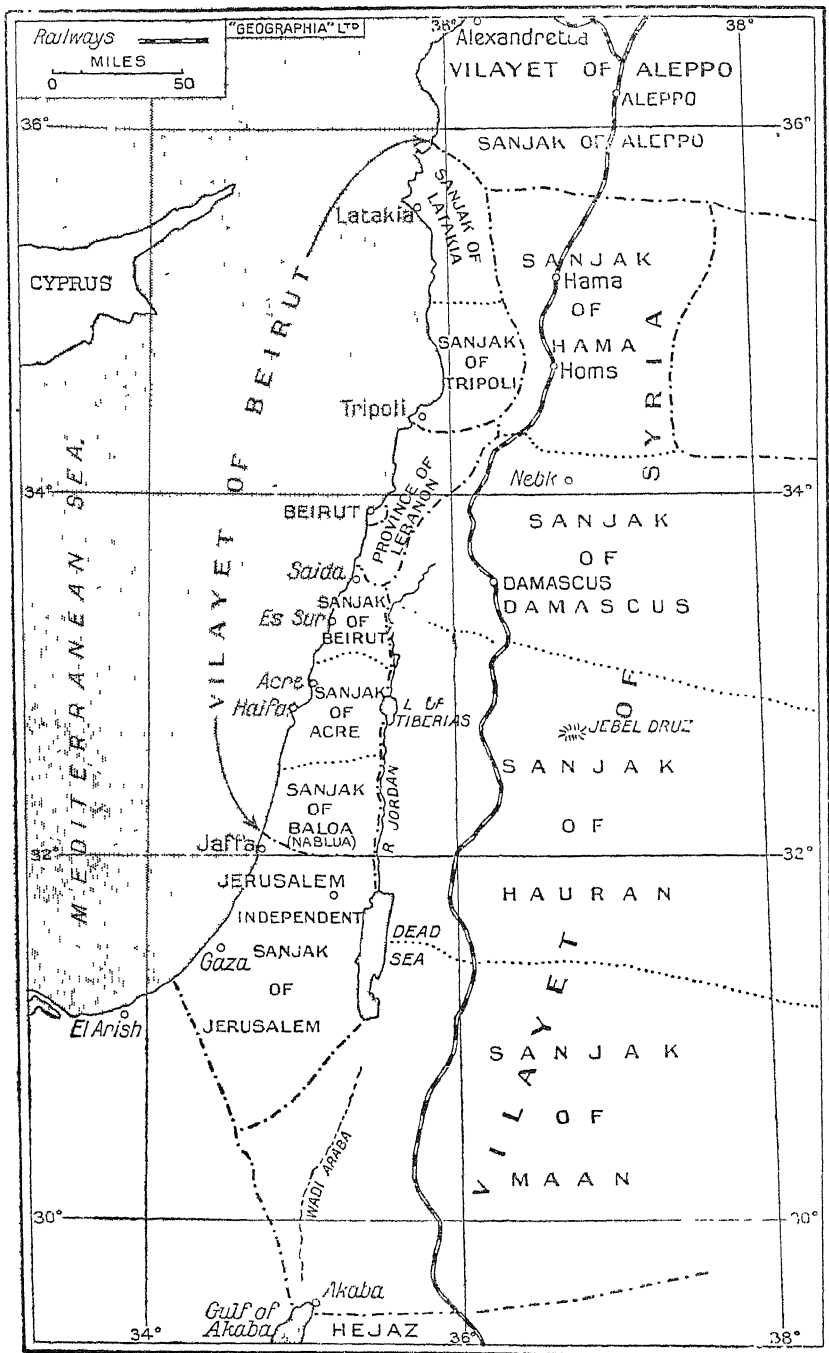 Railways
MILES
0 50
"GEOGRAPHIA" LTD
36° 38°
Alexandretta
VILAYET OF ALEPPO
ALEPPO
36° 36°
SANJAK OF ALEPPO
SANJAK OF LATAKIA
Latakia
CYPRUS
SANJAK
Hama
OF
HAMA
Homs
SANJAK
OF
TRIPOLI
Tripoli
VILAYET OF BEIRUT
MEDITERRANEAN SEA.
VILAYET OF SYRIA
Nebk
34° 34°
BEIRUT
PROVINCE OF
LEBANON
SANJAK
OF
DAMASCUS
DAMASCUS
Saida
SANJAK
OF
BEIRUT
Es Sur
Acre
Haifa
SANJAK
OF
ACRE
L. OF
TIBERIAS
JEBEL DRUZ
SANJAK
OF
HAURAN
SANJAK
OF
BALOA
(NABLUA)
R JORDAN
Jaffa
32° 32°
JERUSALEM
INDEPENDENT
SANJAK
OF
JERUSALEM
DEAD
SEA
Gaza
El Arish
SANJAK
OF
MAAN
WADI ARABA
30° 30°
Akaba
Gulf of
Akaba
HEJAZ
34° 36° 38°